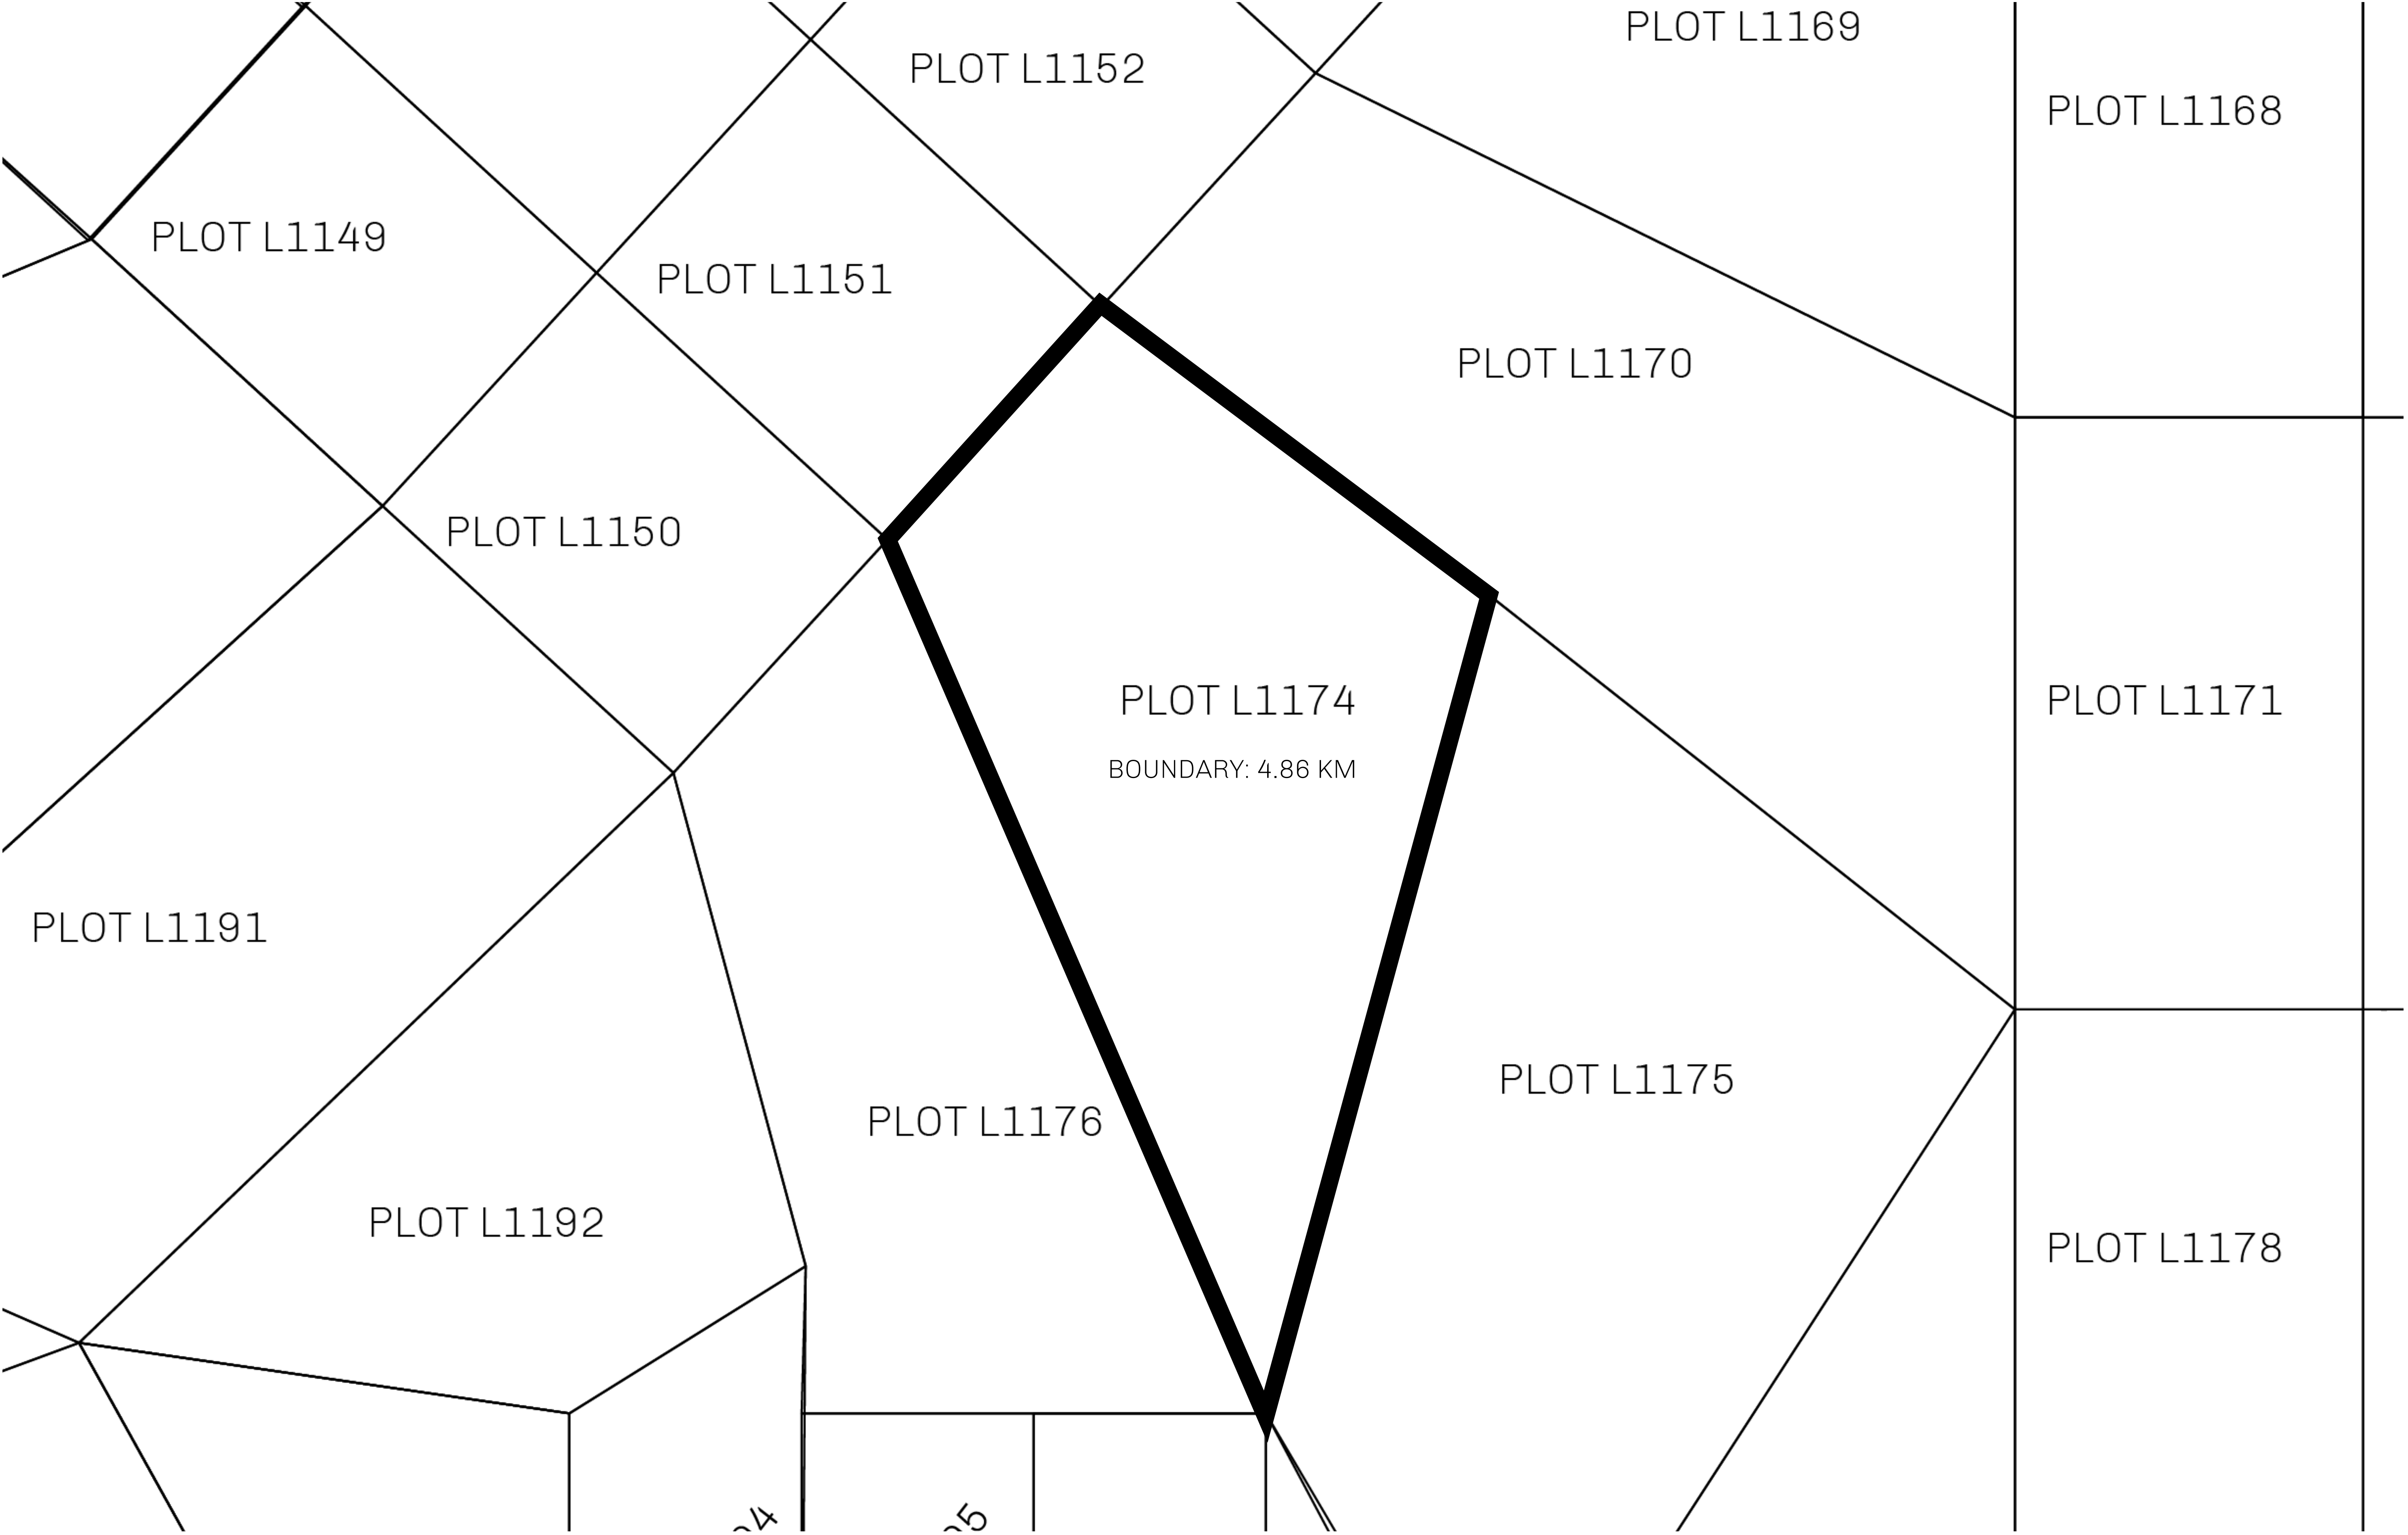 PLOT L1169
PLOT L1152
PLOT L1168
PLOT L1149
PLOT L1151
PLOT L1170
PLOT L1150
PLOT L1174
BOUNDARY: 4.86 KM
PLOT L1171
PLOT L1191
PLOT L1175
PLOT L1176
PLOT L1192
PLOT L1178